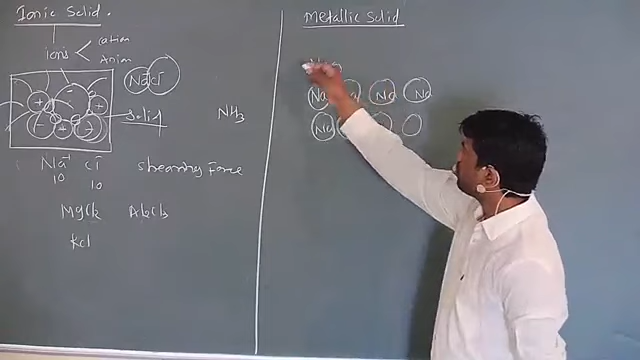 Ionic Solid.
ions
cation
Anion
NaCl
+
+
-
+
-
Solid
NH3
Na+ Cl-
10 10
shearing Force
MgCl2 AlCl3
KCl
Metallic Solid
Na Na Na
Na